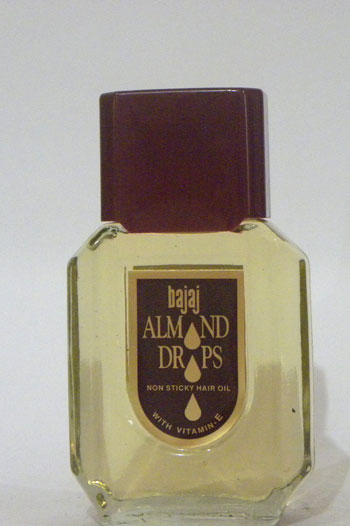 bajaj
ALMOND
DROPS
NON STICKY HAIR OIL
WITH VITAMIN-E